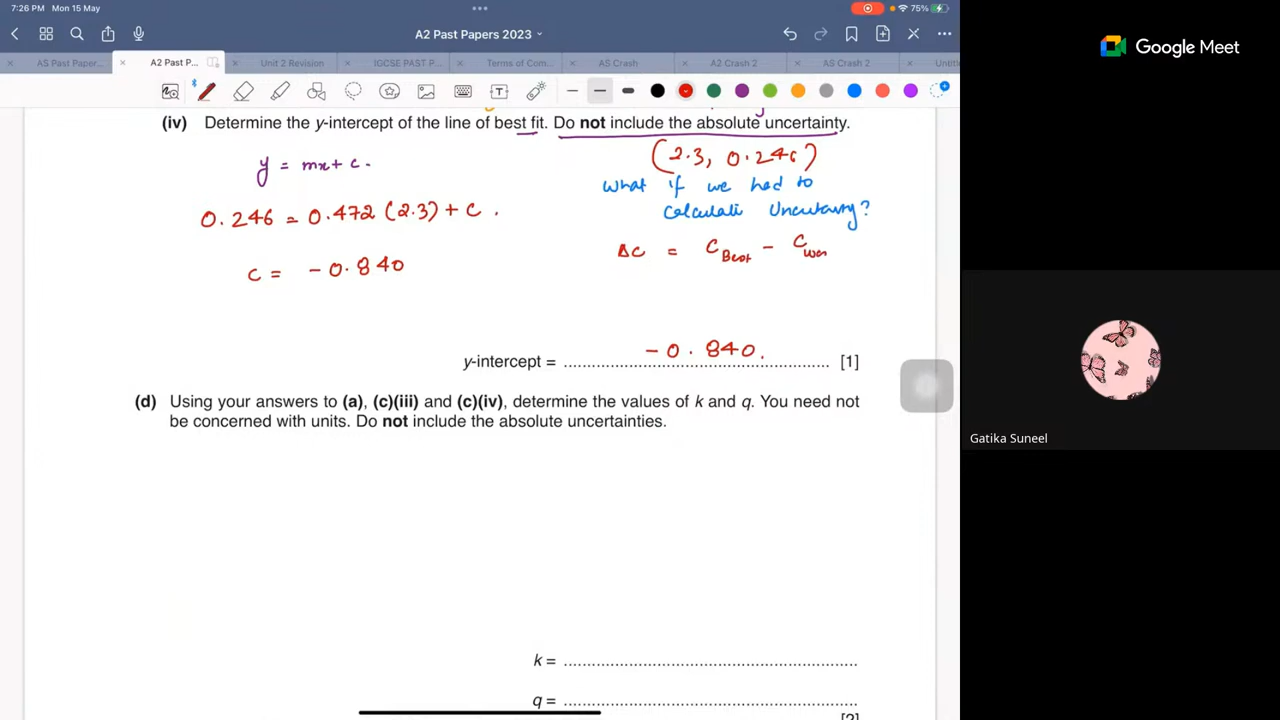 7:26 PM Mon 15 May
75%
Google Meet
A2 Past Papers 2023
AS Past Paper...
A2 Past P...
Unit 2 Revision
IGCSE PAST P...
Terms of Com...
AS Crash
A2 Crash 2
AS Crash 2
(iv) Determine the y-intercept of the line of best fit. Do not include the absolute uncertainty.
y = mx + c.
(2.3, 0.246)
What if we had to
0.246 = 0.472 (2.3) + c.
calculate Uncertainty?
ΔC = C Best - C Wor
c = -0.840
y-intercept = -0.840. [1]
(d) Using your answers to (a), (c)(iii) and (c)(iv), determine the values of k and q. You need not
be concerned with units. Do not include the absolute uncertainties.
k = ..........................................................
q = ..........................................................
Gatika Suneel